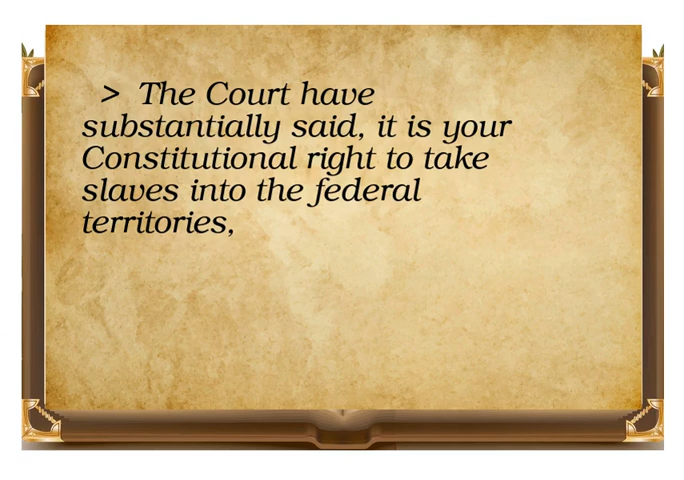 > The Court have
substantially said, it is your
Constitutional right to take
slaves into the federal
territories,